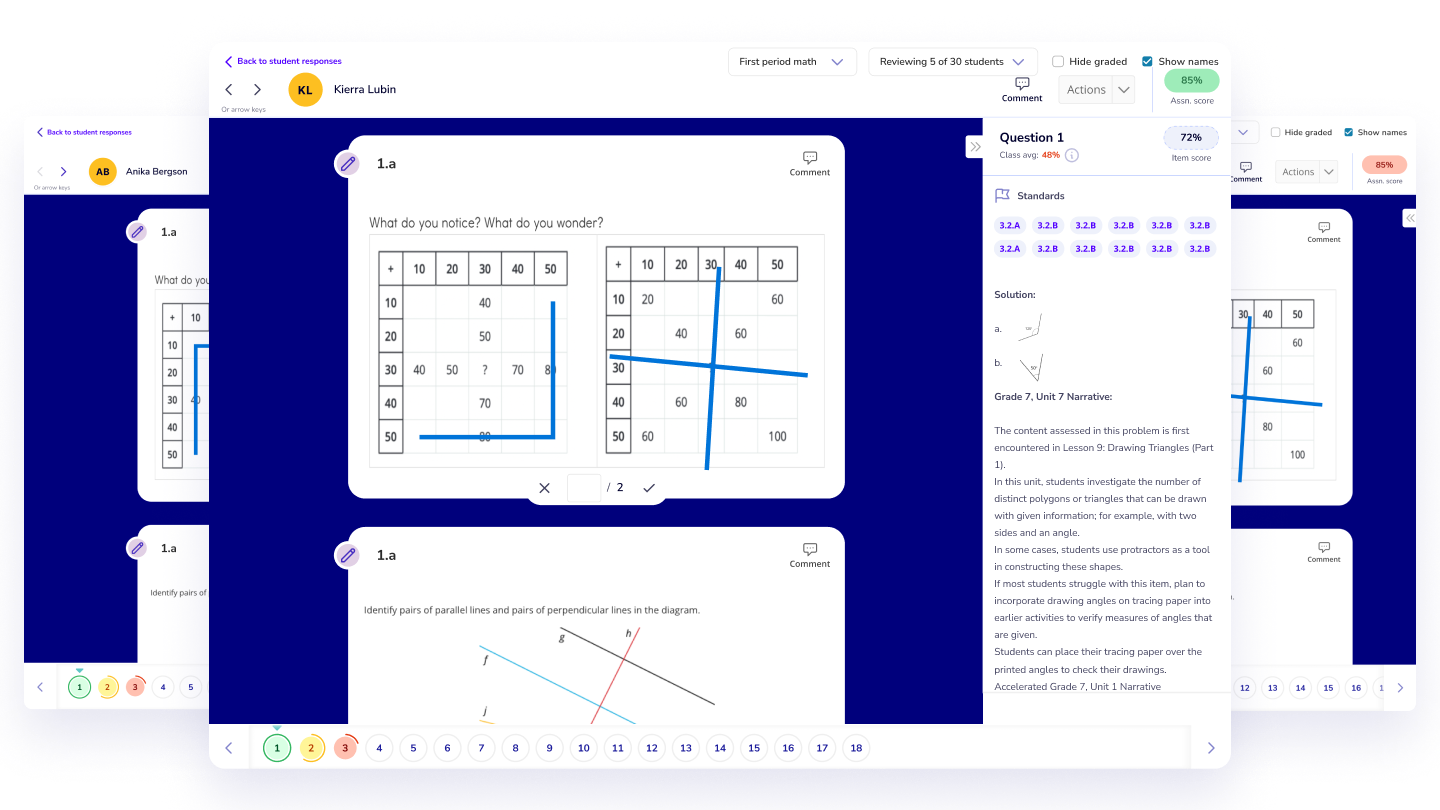 Back to student responses
First period math
Reviewing 5 of 30 students
Hide graded
Show names
Or arrow keys
KL
Kierra Lubin
Comment
Actions
85%
Assn. score
1.a
Comment
What do you notice? What do you wonder?
+ 10 20 30 40 50
10 40
20 50
30 40 50 ? 70 80
40 70
50 80
+ 10 20 30 40 50
10 20 60
20 40 60
30
40 60 80
50 60 100
/ 2
1.a
Comment
Identify pairs of parallel lines and pairs of perpendicular lines in the diagram.
g
h
f
j
Question 1
Class avg: 48%
72%
Item score
Standards
3.2.A 3.2.B 3.2.B 3.2.B 3.2.B 3.2.B
3.2.A 3.2.B 3.2.B 3.2.B 3.2.B 3.2.B
Solution:
a.
b.
Grade 7, Unit 7 Narrative:
The content assessed in this problem is first
encountered in Lesson 9: Drawing Triangles (Part
1).
In this unit, students investigate the number of
distinct polygons or triangles that can be drawn
with given information; for example, with two
sides and an angle.
In some cases, students use protractors as a tool
in constructing these shapes.
If most students struggle with this item, plan to
incorporate drawing angles on tracing paper into
earlier activities to verify measures of angles that
are given.
Students can place their tracing paper over the
printed angles to check their drawings.
Accelerated Grade 7, Unit 1 Narrative
1 2 3 4 5 6 7 8 9 10 11 12 13 14 15 16 17 18
Back to student responses
Or arrow keys
AB
Anika Bergson
1.a
What do you
+ 10
10
20
30 40
40
50
1.a
Identify pairs of
1 2 3 4 5
Hide graded
Show names
Comment
Actions
85%
Assn. score
Comment
30 40 50
60
60
80
100
Comment
12 13 14 15 16